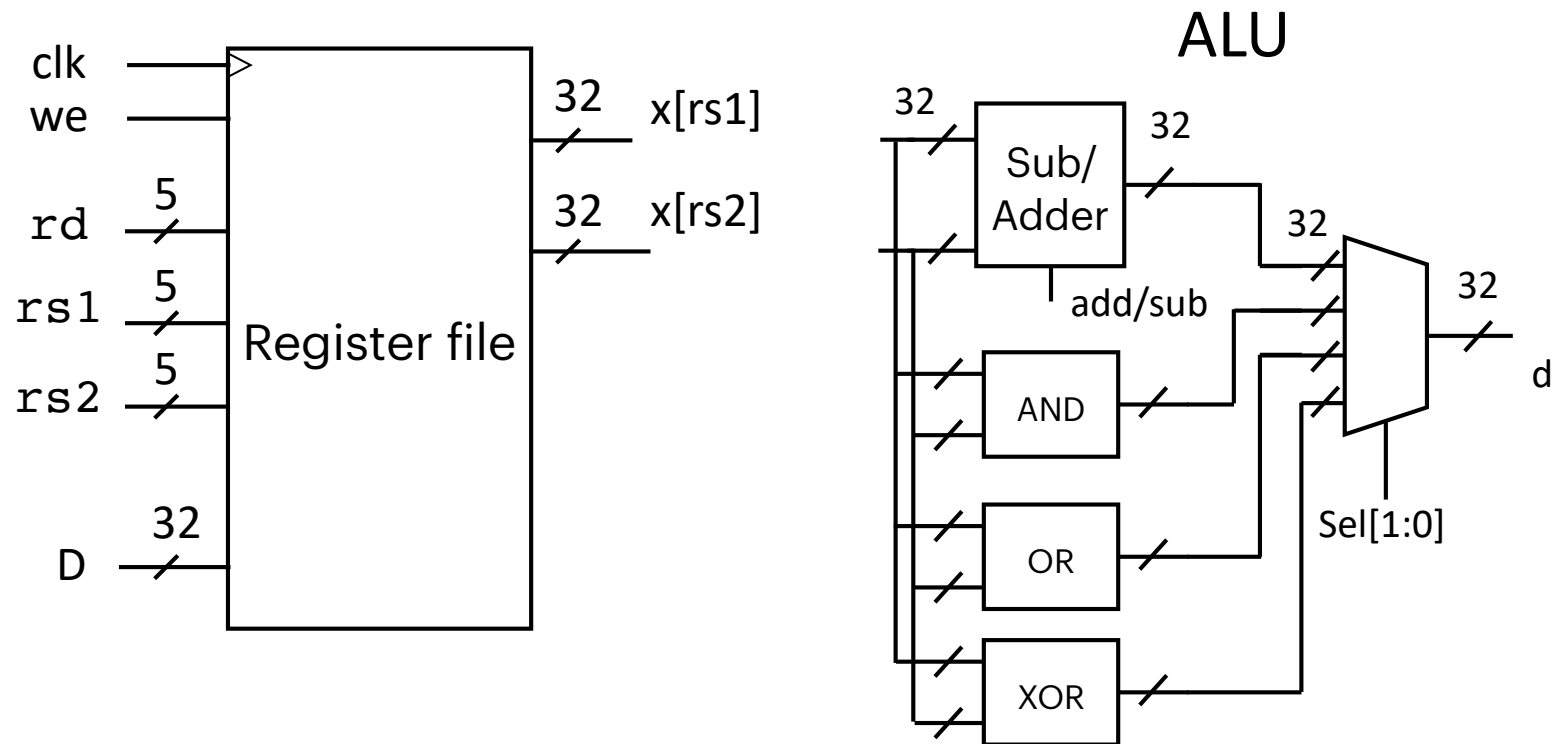 ALU
clk
we
rd
5
rs1
5
rs2
5
D
32
Register file
32
x[rs1]
32
x[rs2]
32
Sub/
Adder
add/sub
32
AND
OR
XOR
32
Sel[1:0]
32
d